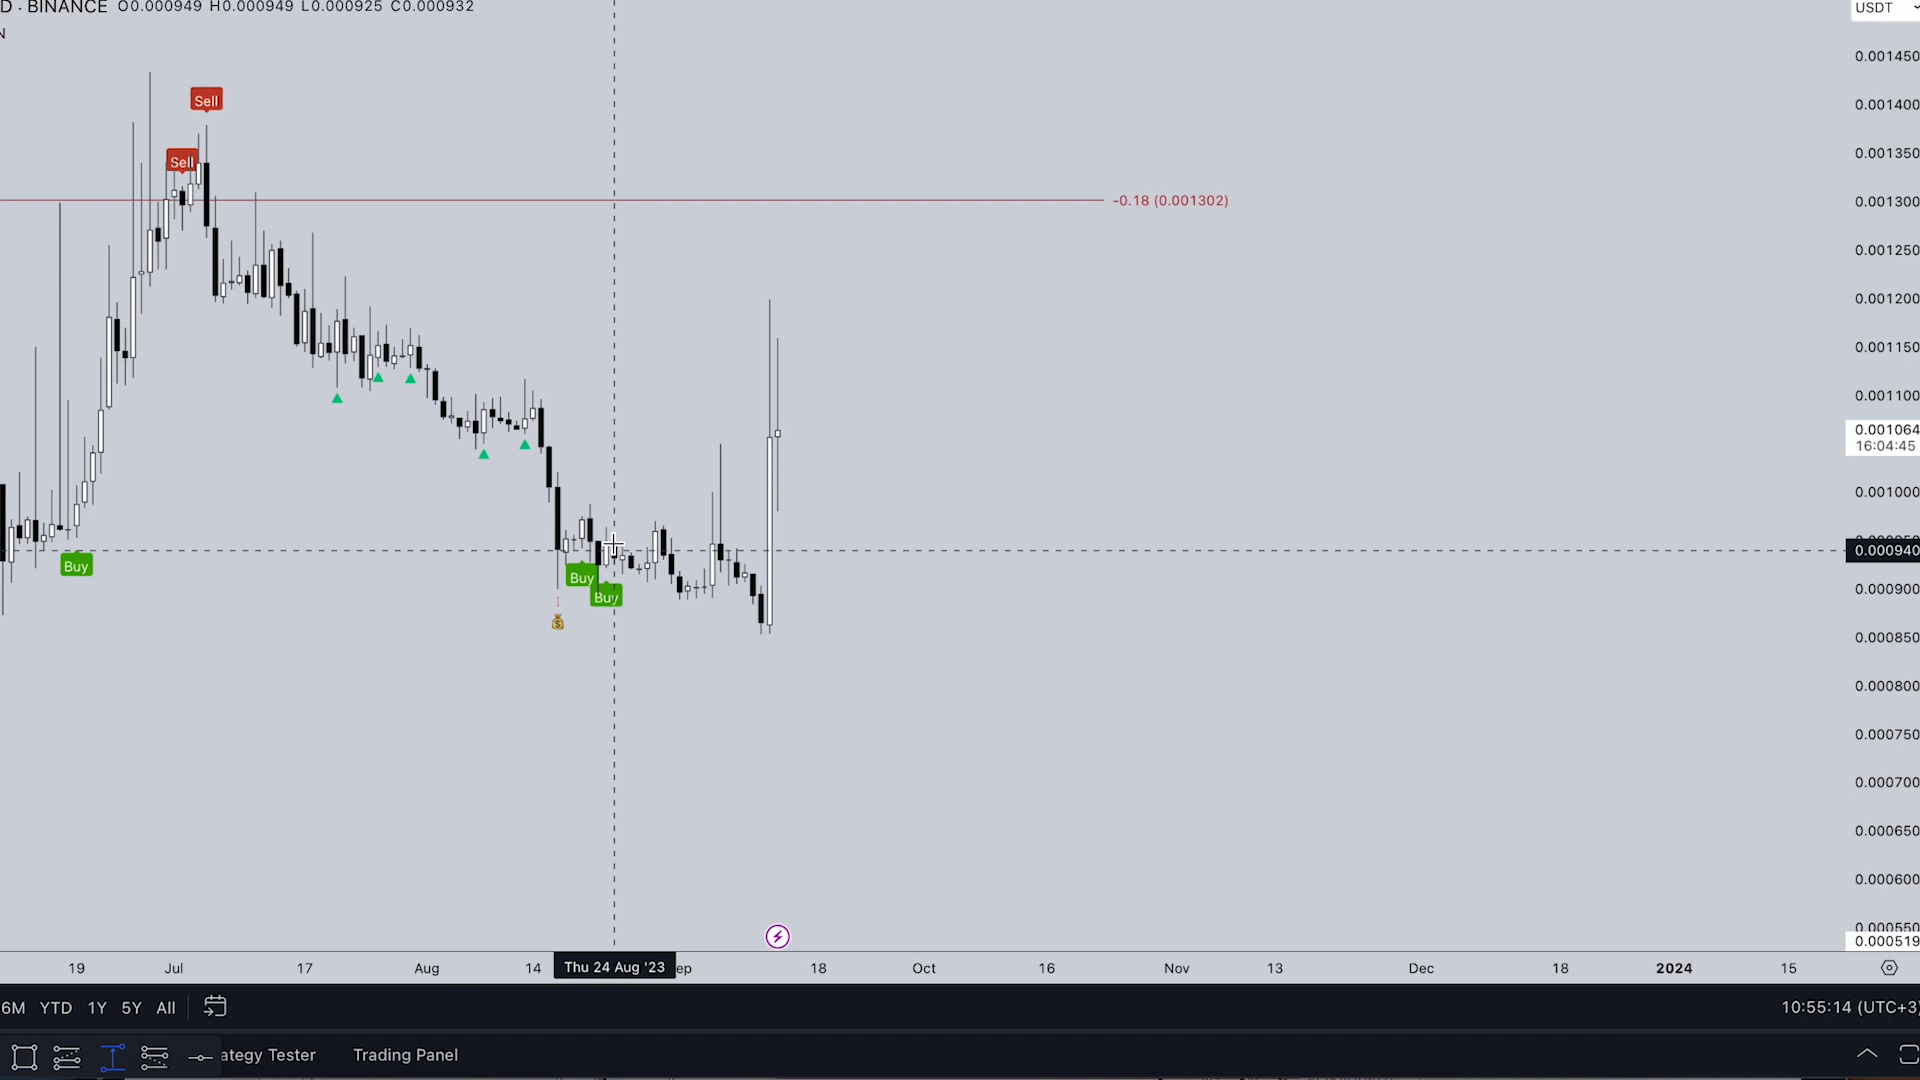 D · BINANCE O0.000949 H0.000949 L0.000925 C0.000932
N
USDT
0.001450
0.001400
0.001350
0.001300
0.001250
0.001200
0.001150
0.001100
0.001064
16:04:45
0.001000
0.000940
0.000900
0.000850
0.000800
0.000750
0.000700
0.000650
0.000600
0.000550
0.000519
Sell
Sell
-0.18 (0.001302)
Buy
Buy
Buy
19 Jul 17 Aug 14 Thu 24 Aug '23 ep 18 Oct 16 Nov 13 Dec 18 2024 15
6M YTD 1Y 5Y All 10:55:14 (UTC+3)
ategy Tester Trading Panel